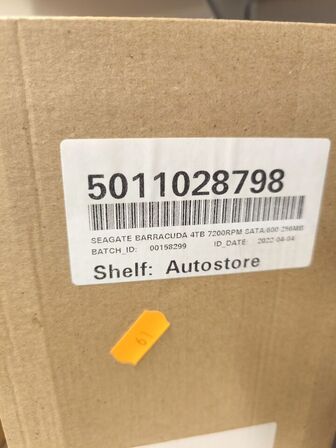 5011028798
SEAGATE BARRACUDA 4TB 7200RPM SATA/600 256MB
BATCH_ID: 00158299 ID_DATE: 2022-04-04
Shelf: Autostore
61